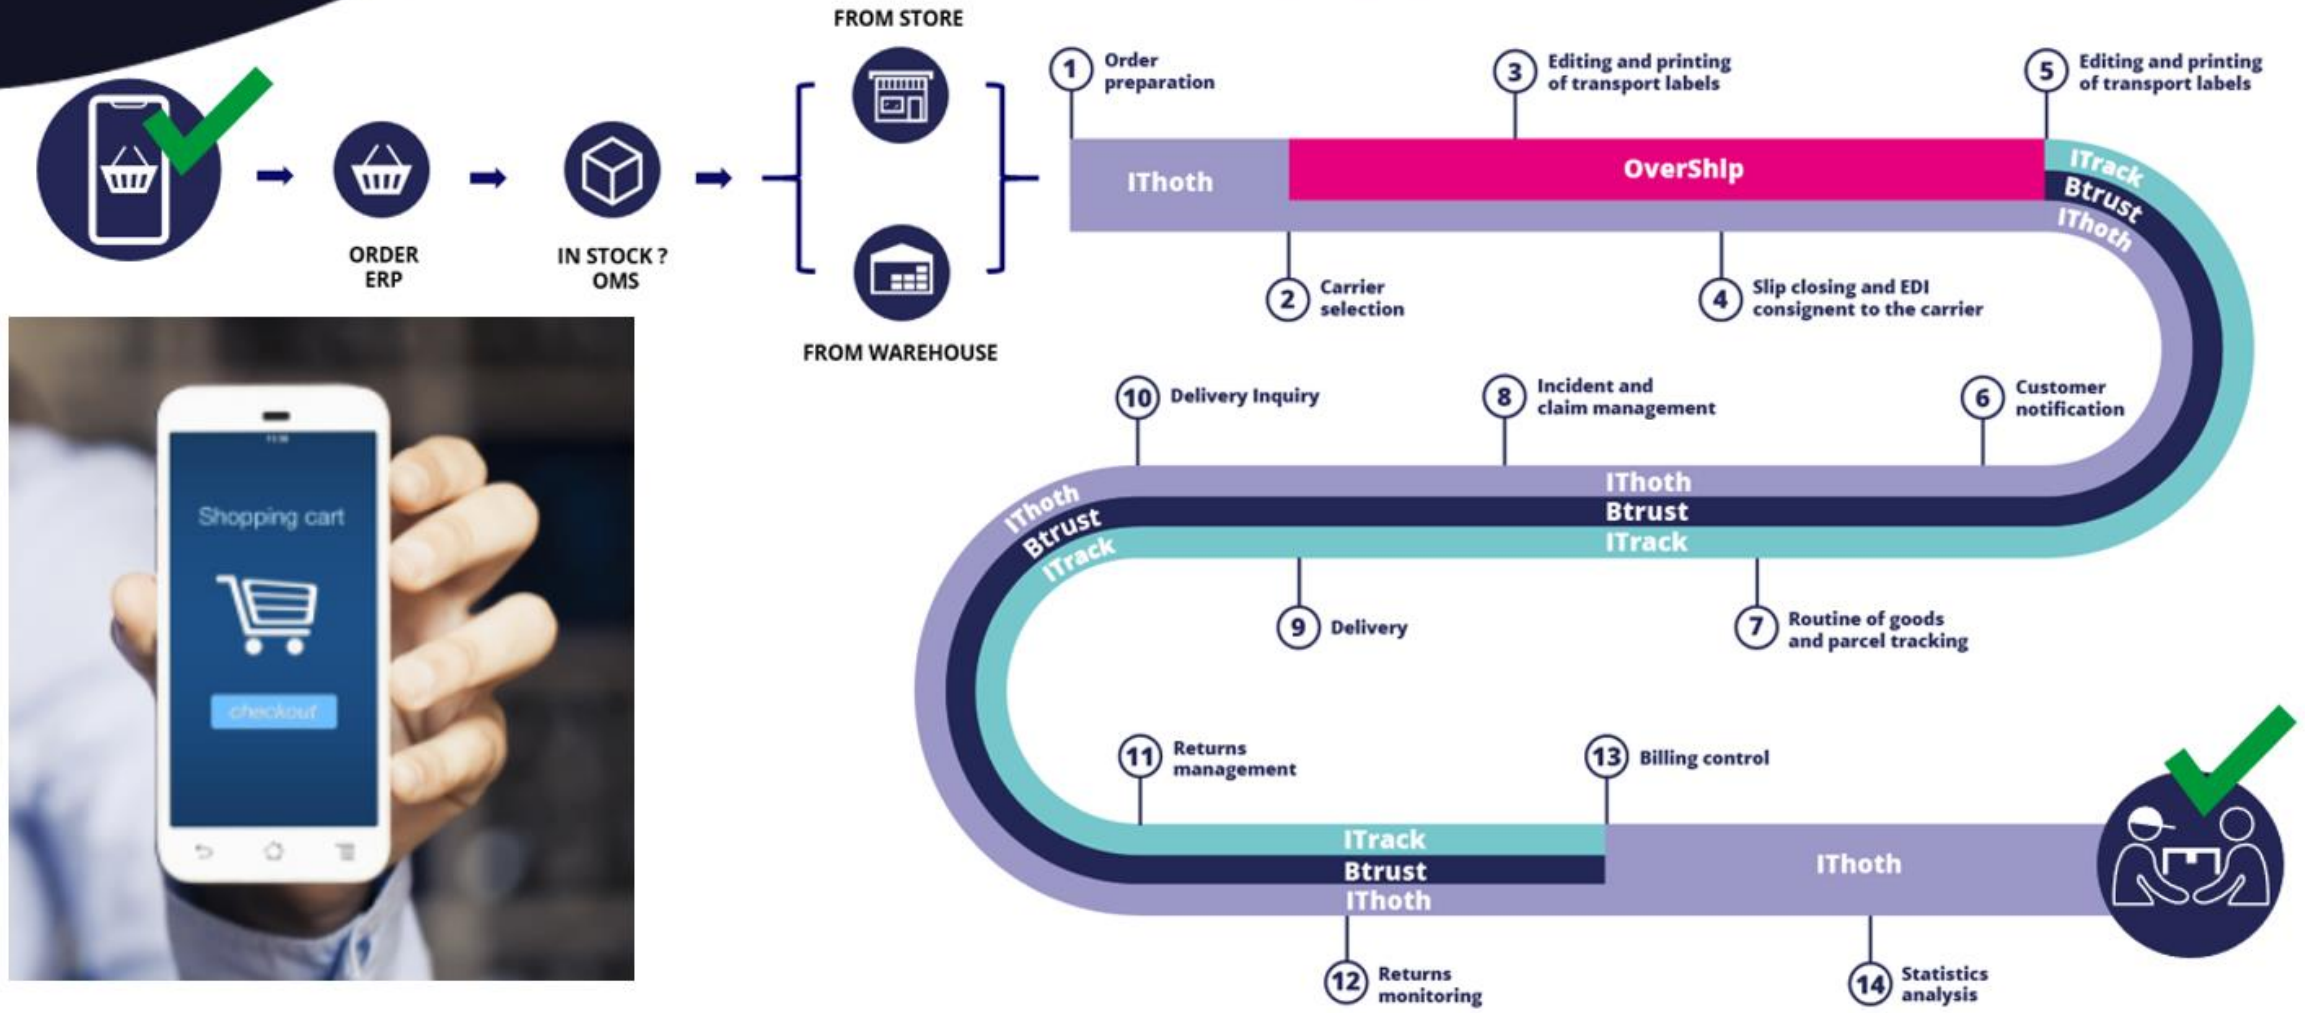 FROM STORE
ORDER
ERP
IN STOCK ?
OMS
FROM WAREHOUSE
Shopping cart
checkout
1
Order
preparation
3
Editing and printing
of transport labels
5
Editing and printing
of transport labels
IThoth
OverShIp
ITrack
Btrust
IThoth
2
Carrier
selection
4
Slip closing and EDI
consignent to the carrier
10
Delivery Inquiry
8
Incident and
claim management
6
Customer
notification
IThoth
Btrust
ITrack
IThoth
Btrust
ITrack
9
Delivery
7
Routine of goods
and parcel tracking
11
Returns
management
13
Billing control
ITrack
Btrust
IThoth
IThoth
12
Returns
monitoring
14
Statistics
analysis